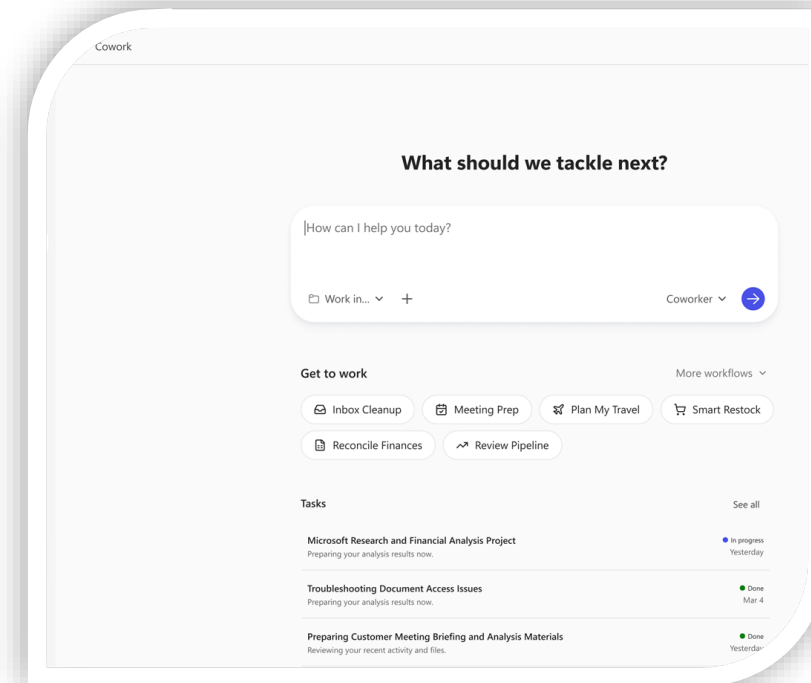 Cowork
What should we tackle next?
How can I help you today?
Work in...
Coworker
Get to work
More workflows
Inbox Cleanup
Meeting Prep
Plan My Travel
Smart Restock
Reconcile Finances
Review Pipeline
Tasks
See all
Microsoft Research and Financial Analysis Project
In progress
Preparing your analysis results now.
Yesterday
Troubleshooting Document Access Issues
Done
Preparing your analysis results now.
Mar 4
Preparing Customer Meeting Briefing and Analysis Materials
Done
Reviewing your recent activity and files.
Yesterday